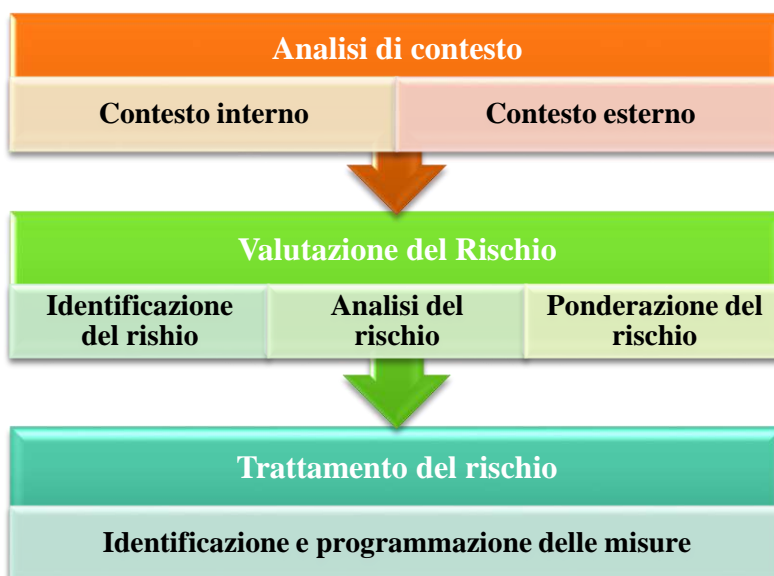 Analisi di contesto
Contesto interno
Contesto esterno
Valutazione del Rischio
Identificazione
del rishio
Analisi del
rischio
Ponderazione del
rischio
Trattamento del rischio
Identificazione e programmazione delle misure